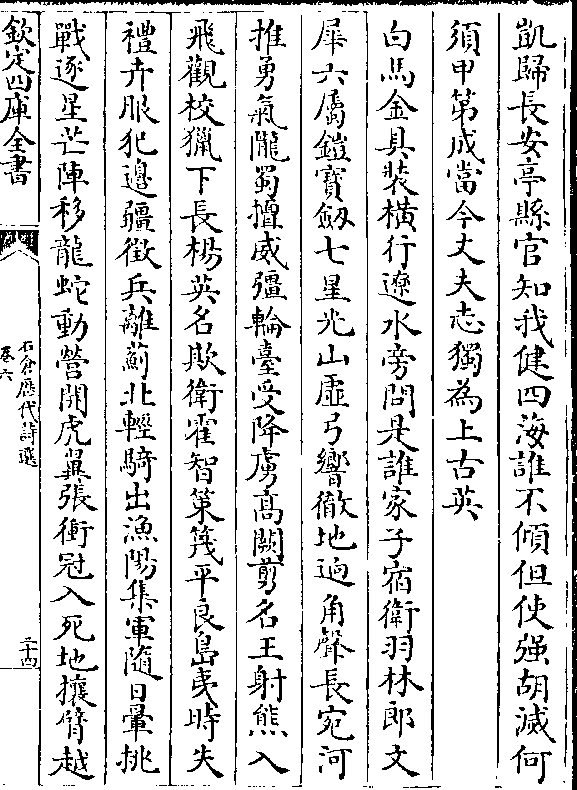 凱歸長安亭縣官知我健四海誰不傾但使强胡滅何
須甲第成當今丈夫志獨為上古英
白馬金具裝橫行遼水旁問是誰家子宿衛羽林郎文
犀六屬鎧寶劔七星光山虛弓響徹地逈角聲長宛河
推勇氣隴蜀擅威彊輪臺受降虜高闕剪名王射熊入
飛觀校獵下長楊英名欺衛霍智策篾平良島夷時失
禮卉服犯邊疆徵兵離薊北輕騎出漁陽集軍隨日暈挑
戰逐星芒陣移龍蛇動營開虎翼張衝冠入死地攘臂越
欽定四庫全書
石倉歷代詩選
卷六
二十四